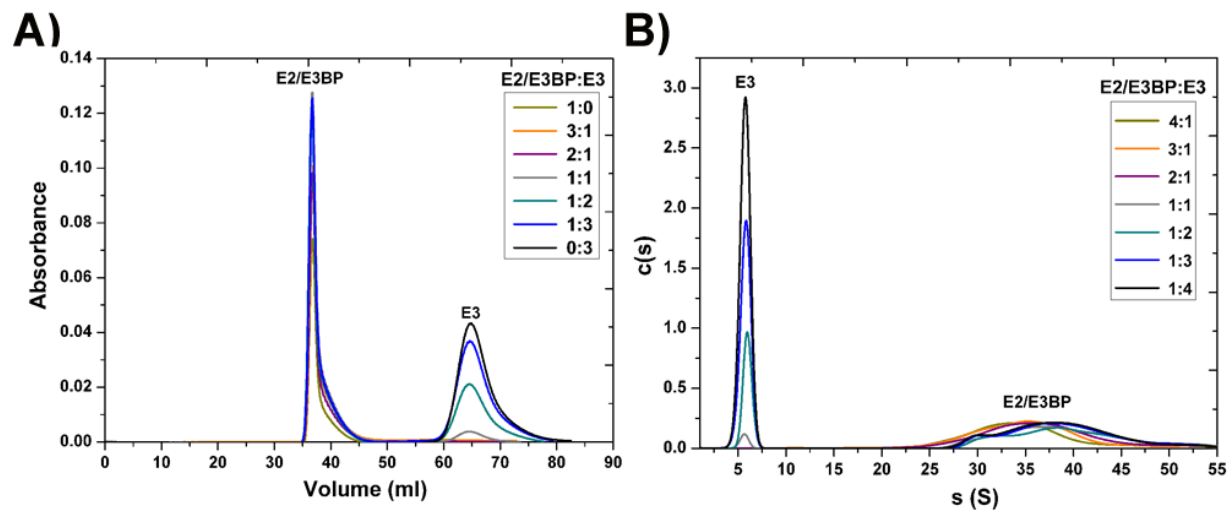 A)
0.14
0.12
0.10
0.08
0.06
0.04
0.02
0.00
Absorbance
0 10 20 30 40 50 60 70 80 90
Volume (ml)
E2/E3BP
E3
E2/E3BP:E3
1:0
3:1
2:1
1:1
1:2
1:3
0:3
B)
3.0
2.5
2.0
1.5
1.0
0.5
0.0
c(s)
5 10 15 20 25 30 35 40 45 50 55
s (S)
E3
E2/E3BP
E2/E3BP:E3
4:1
3:1
2:1
1:1
1:2
1:3
1:4